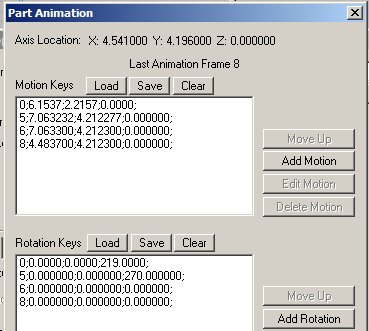 Part Animation
Axis Location: X: 4.541000 Y: 4.196000 Z: 0.000000
Last Animation Frame 8
Motion Keys Load Save Clear
0;6.1537;2.2157;0.0000;
5;7.063232;4.212277;0.000000;
6;7.063300;4.212300;0.000000;
8;4.483700;4.212300;0.000000;
Move Up
Add Motion
Edit Motion
Delete Motion
Rotation Keys Load Save Clear
0;0.0000;0.0000;219.0000;
5;0.000000;0.000000;270.000000;
6;0.000000;0.000000;0.000000;
8;0.000000;0.000000;0.000000;
Move Up
Add Rotation